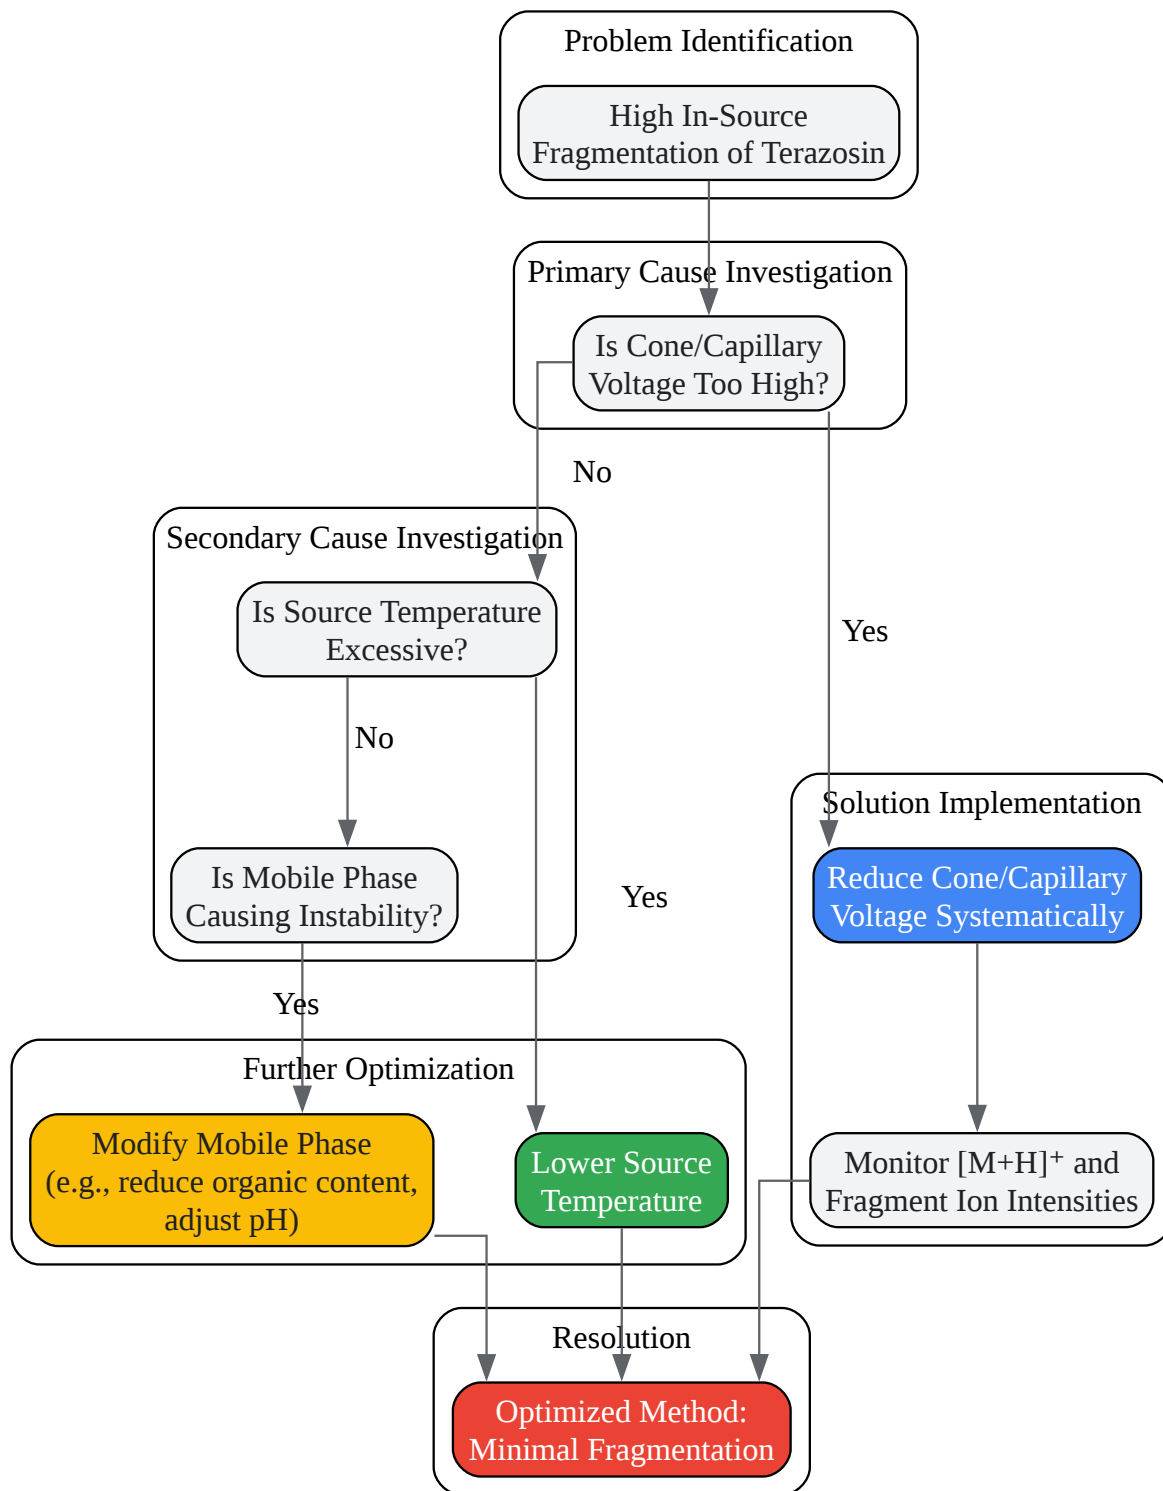 Problem Identification
High In-Source
Fragmentation of Terazosin
Primary Cause Investigation
Is Cone/Capillary
Voltage Too High?
No
Secondary Cause Investigation
Is Source Temperature
Excessive?
Yes
No
Solution Implementation
Is Mobile Phase
Causing Instability?
Yes
Reduce Cone/Capillary
Voltage Systematically
Yes
Further Optimization
Modify Mobile Phase
(e.g., reduce organic content,
adjust pH)
Lower Source
Temperature
Monitor [M+H]⁺ and
Fragment Ion Intensities
Resolution
Optimized Method:
Minimal Fragmentation